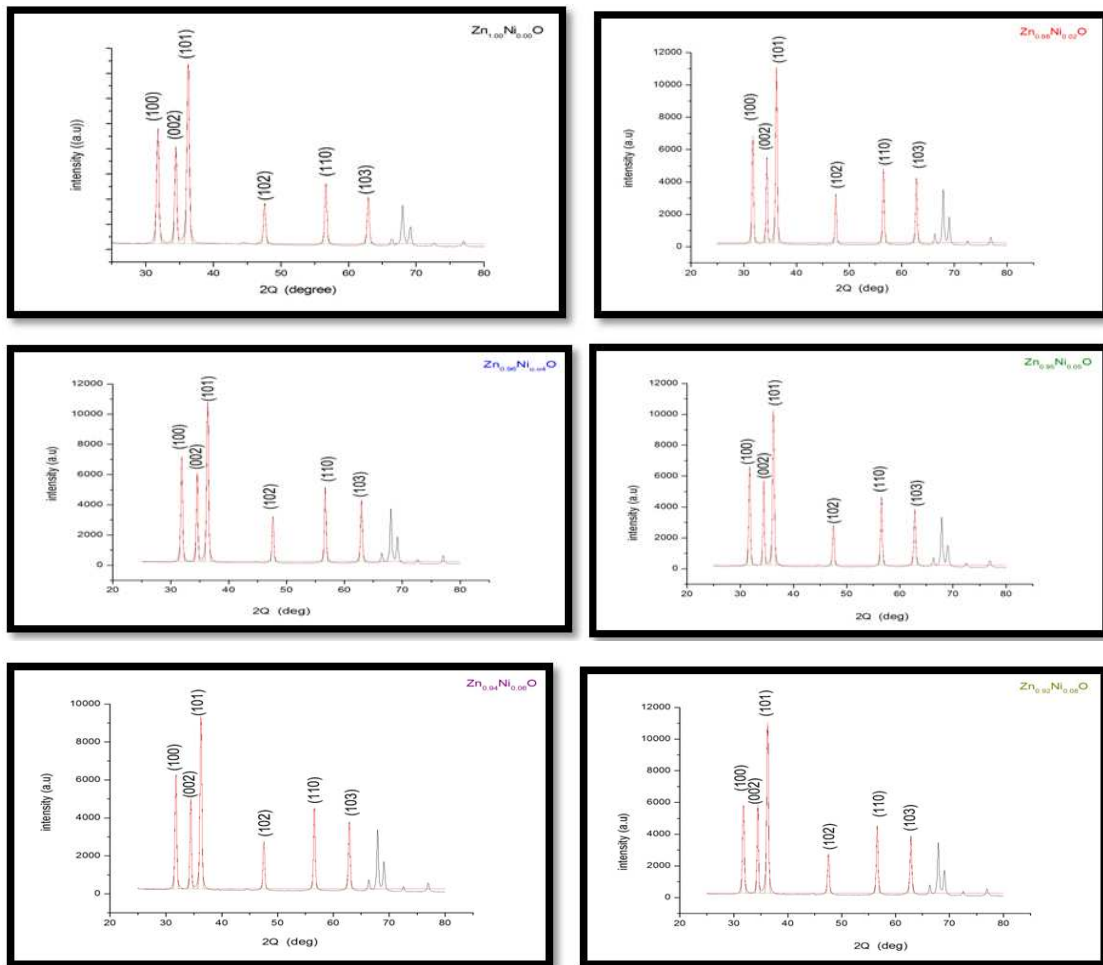 Zn1.00Ni0.00O
(100)
(002)
(101)
(102)
(110)
(103)
intensity ((a.u))
30 40 50 60 70 80
2Q (degree)
Zn0.98Ni0.02O
12000
10000
8000
6000
4000
2000
0
(100)
(002)
(101)
(102)
(110)
(103)
intensity (a.u)
20 30 40 50 60 70 80
2Q (deg)
Zn0.96Ni0.04O
12000
10000
8000
6000
4000
2000
0
(100)
(002)
(101)
(102)
(110)
(103)
intensity (a.u)
20 30 40 50 60 70 80
2Q (deg)
Zn0.95Ni0.05O
12000
10000
8000
6000
4000
2000
0
(100)
(002)
(101)
(102)
(110)
(103)
intensity (a.u)
20 30 40 50 60 70 80
2Q (deg)
Zn0.94Ni0.06O
10000
8000
6000
4000
2000
0
(100)
(002)
(101)
(102)
(110)
(103)
intensity (a.u)
20 30 40 50 60 70 80
2Q (deg)
Zn0.92Ni0.08O
12000
10000
8000
6000
4000
2000
0
(100)
(002)
(101)
(102)
(110)
(103)
intensity (a.u)
20 30 40 50 60 70 80
2Q (deg)